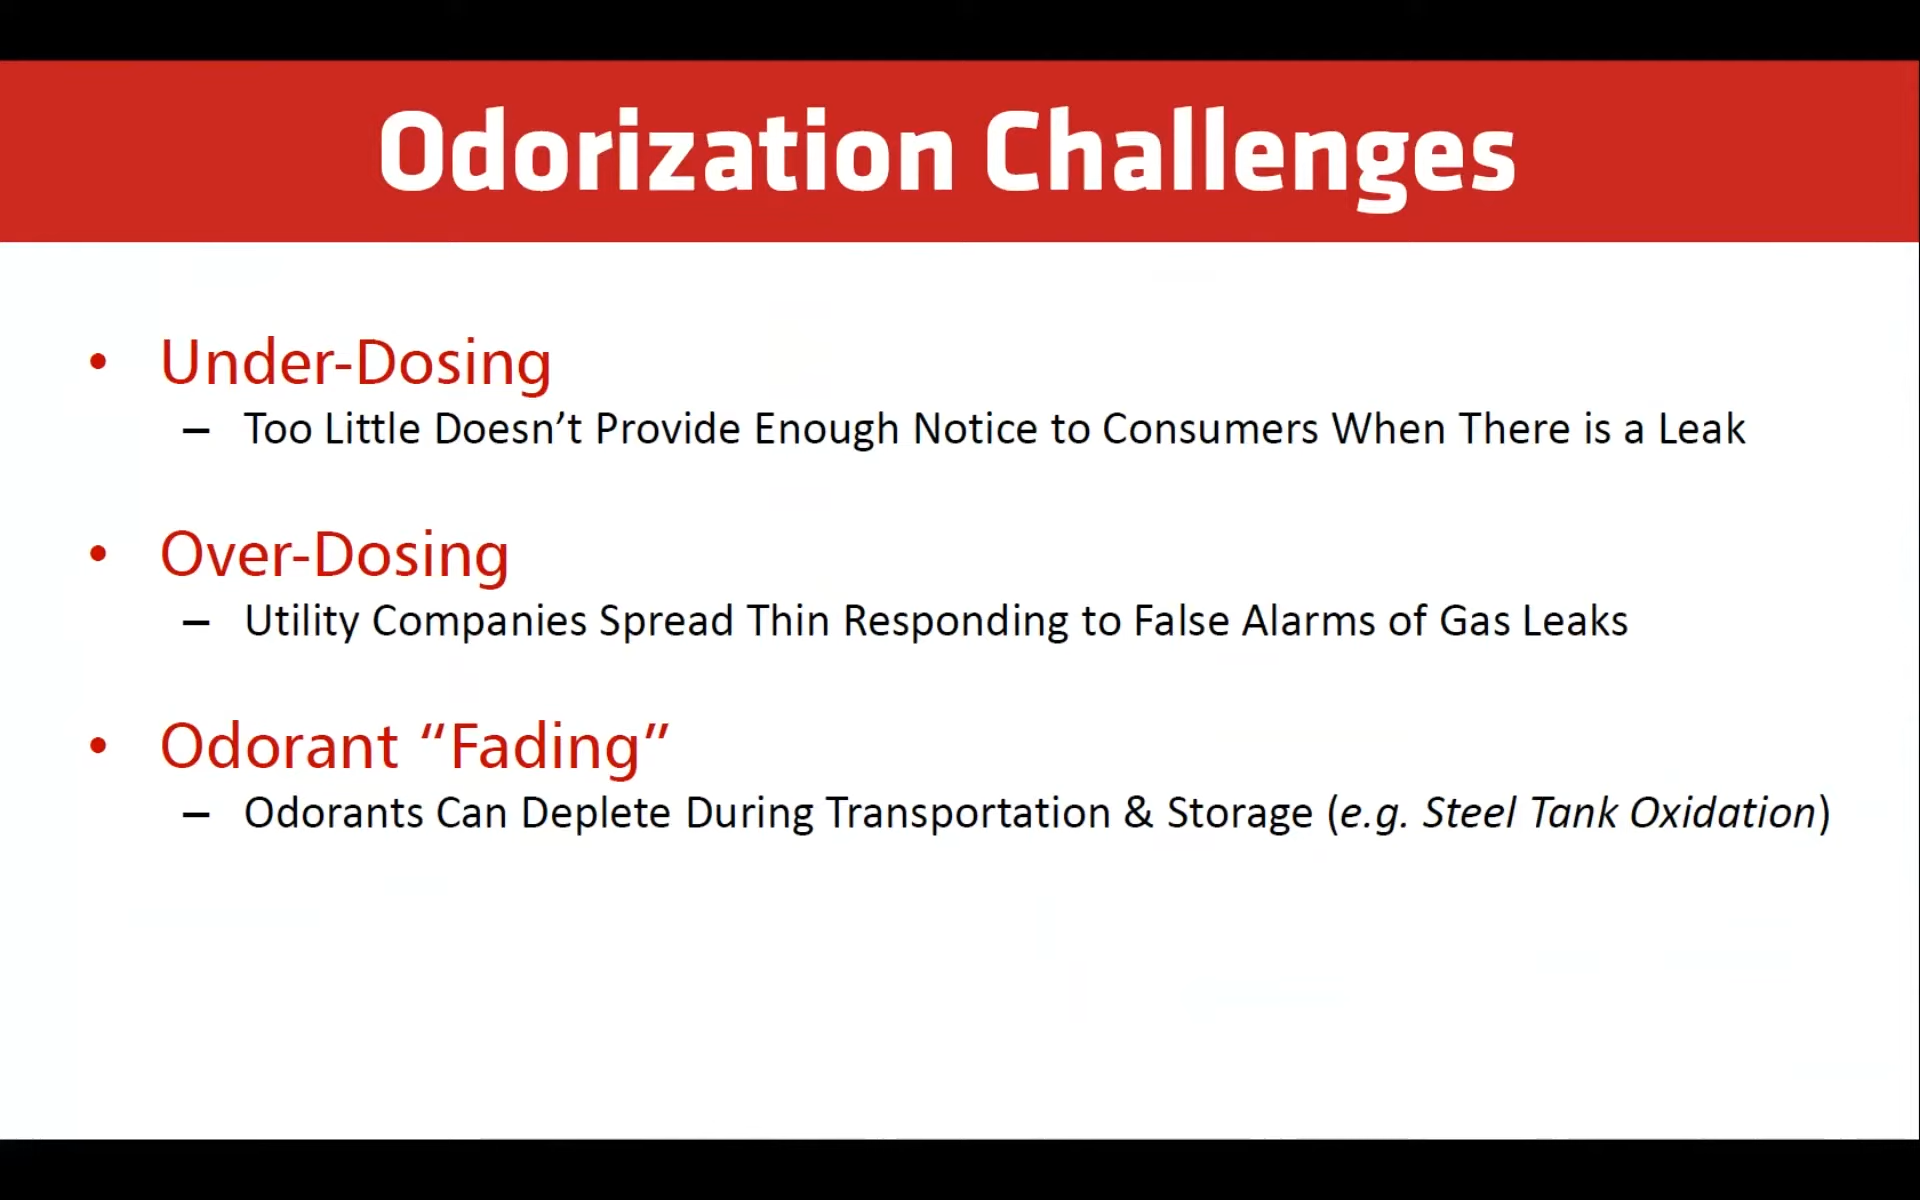 Odorization Challenges
• Under-Dosing
– Too Little Doesn’t Provide Enough Notice to Consumers When There is a Leak
• Over-Dosing
– Utility Companies Spread Thin Responding to False Alarms of Gas Leaks
• Odorant “Fading”
– Odorants Can Deplete During Transportation & Storage (e.g. Steel Tank Oxidation)